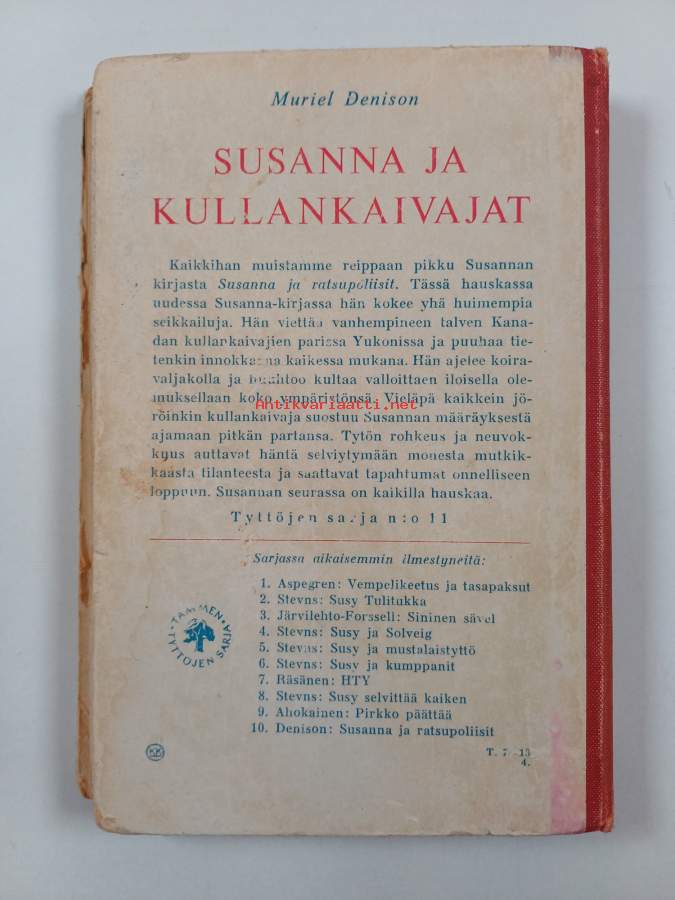 Muriel Denison
SUSANNA JA
KULLANKAIVAJAT
Kaikkihan muistamme reippaan pikku Susannan
kirjasta Susanna ja ratsupoliisit. Tässä hauskassa
uudessa Susanna-kirjassa hän kokee yhä huimempia
seikkailuja. Hän viettää vanhempineen talven Kana-
dan kullankaivajien parissa Yukonissa ja puuhaa tie-
tenkin innokkaana kaikessa mukana. Hän ajelee koira-
valjakolla ja huuhtoo kultaa valloittaen iloisella ole-
muksellaan koko ympäristönsä. Vieläpä kaikkein jö-
röinkin kullankaivaja suostuu Susannan määräyksestä
ajamaan pitkän partansa. Tytön rohkeus ja neuvok-
kuus auttavat häntä selviytymään monesta mutkik-
kaasta tilanteesta ja saattavat tapahtumat onnelliseen
loppuun. Susannan seurassa on kaikilla hauskaa.
Antikvariaatti.net
Tyttöjen sarja n:o 11
Sarjassa aikaisemmin ilmestyneitä:
1. Aspegren: Vempelikeetus ja tasapaksut
2. Stevns: Susy Tulitukka
3. Järvilehto-Forssell: Sininen sävel
4. Stevns: Susy ja Solveig
5. Stevns: Susy ja mustalaistyttö
6. Stevns: Susy ja kumppanit
7. Räsänen: HTY
8. Stevns: Susy selvittää kaiken
9. Ahokainen: Pirkko päättää
10. Denison: Susanna ja ratsupoliisit
TAMMEN
TYTTÖJEN SARJA
T. 7 13
4.